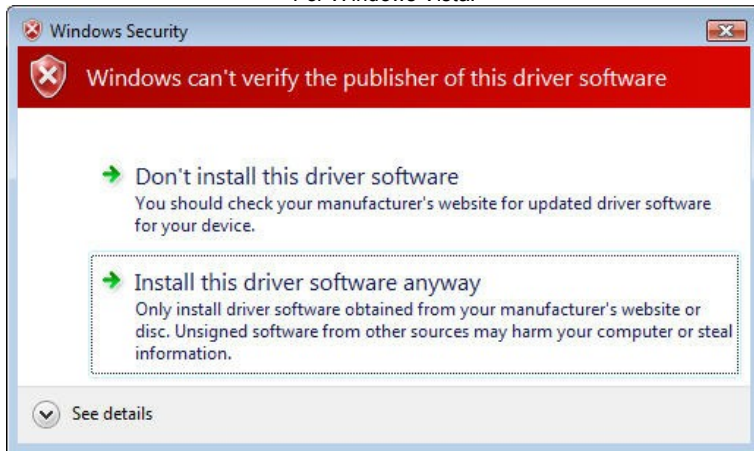 For Windows Vista:
Windows Security
Windows can't verify the publisher of this driver software
Don't install this driver software
You should check your manufacturer's website for updated driver software
for your device.
Install this driver software anyway
Only install driver software obtained from your manufacturer's website or
disc. Unsigned software from other sources may harm your computer or steal
information.
See details